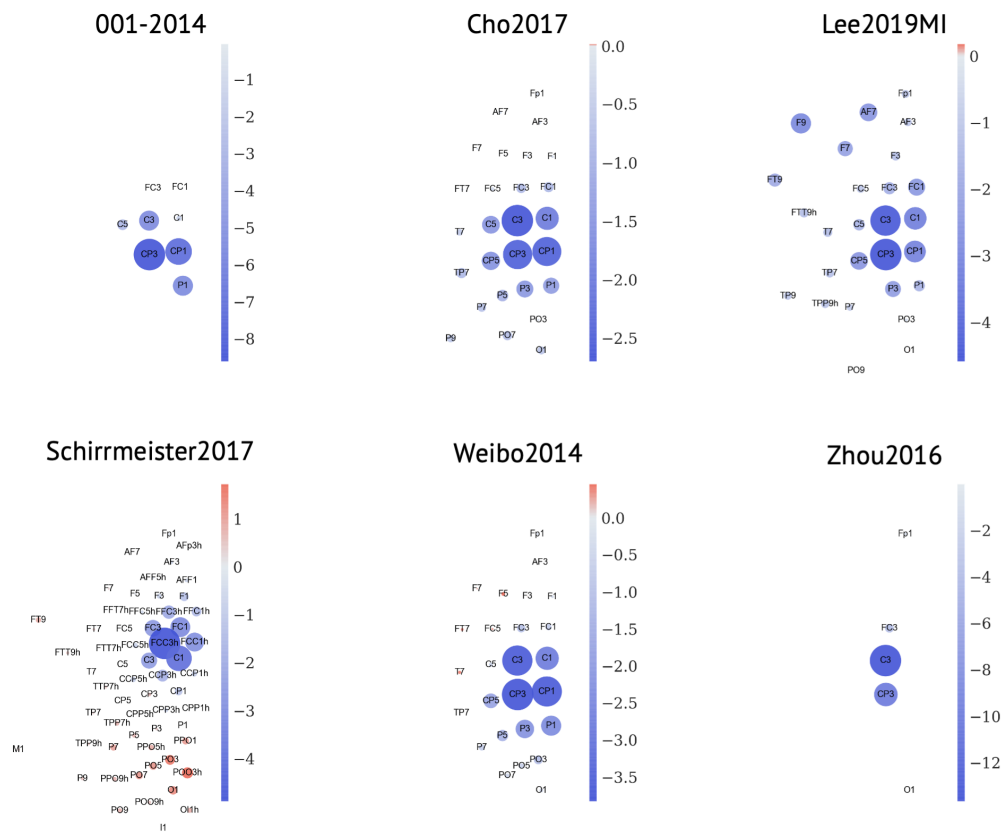 001-2014
−1
−2
−3
−4
−5
−6
−7
−8
FC3 FC1
C5 C3 C1
CP3 CP1
P1
Cho2017
0.0
−0.5
−1.0
−1.5
−2.0
−2.5
Fp1
AF7 AF3
F7 F5 F3 F1
FT7 FC5 FC3 FC1
T7 C5 C3 C1
TP7 CP5 CP3 CP1
P7 P5 P3 P1
P9 PO7 PO3
O1
Lee2019MI
0
−1
−2
−3
−4
Fp1
F9 AF7 AF3
F7 F3
FT9 FC5 FC3 FC1
FTT9h
T7 C5 C3 C1
TP7 CP5 CP3 CP1
TP9 TPP9h P7 P3 P1
PO3
O1
PO9
Schirrmeister2017
1
0
−1
−2
−3
−4
Fp1
AFp3h
AF7 AF3
AFF5h AFF1
F7 F5 F3 F1
FT9 FFT7h FFC5h FFC3h FFC1h
FT7 FC5 FC3 FC1
FTT9h FTT7h FCC5h FCC3h FCC1h
T7 C5 C3 C1
TTP7h CCP5h CCP3h CCP1h
CP5 CP3 CP1
TP7 TPP7h CPP5h CPP3h CPP1h
P5 P3 P1
M1 TPP9h P7 PPO5h PPO1
P9 PPO9h PO7 PO5 PO3 POO3h
PO9 POO9h O1 OI1h
I1
Weibo2014
0.0
−0.5
−1.0
−1.5
−2.0
−2.5
−3.0
−3.5
Fp1
AF3
F7 F5 F3 F1
FT7 FC5 FC3 FC1
T7 C5 C3 C1
TP7 CP5 CP3 CP1
P7 P5 P3 P1
PO7 PO5 PO3
O1
Zhou2016
−2
−4
−6
−8
−10
−12
Fp1
FC3
C3
CP3
O1